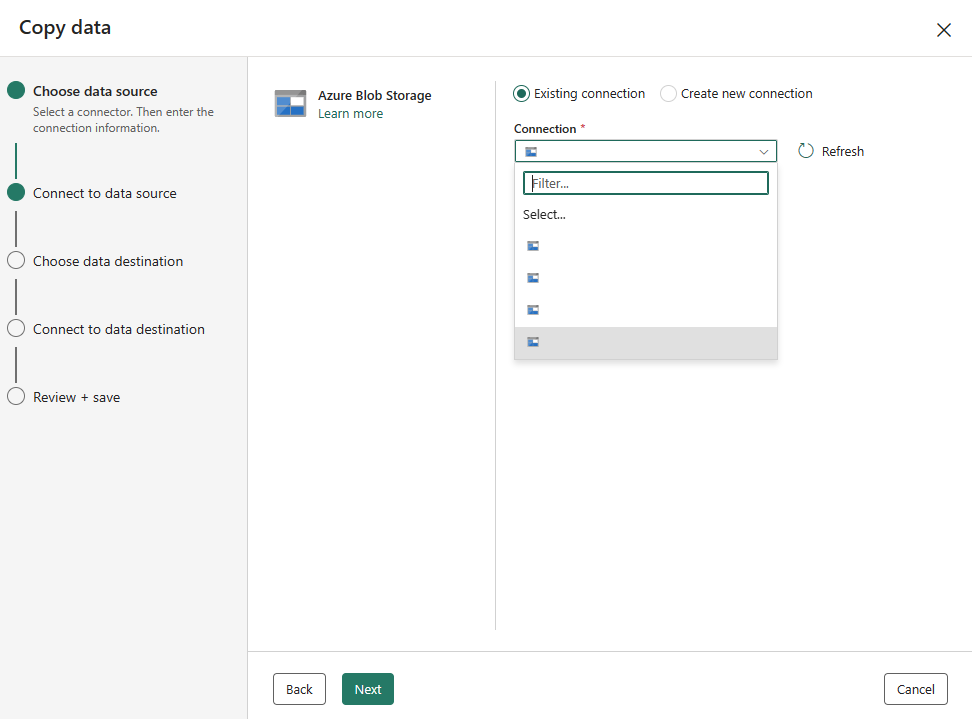 Copy data
Choose data source
Select a connector. Then enter the
connection information.
Connect to data source
Choose data destination
Connect to data destination
Review + save
Azure Blob Storage
Learn more
Existing connection
Create new connection
Connection *
Refresh
Filter...
Select...
Back
Next
Cancel